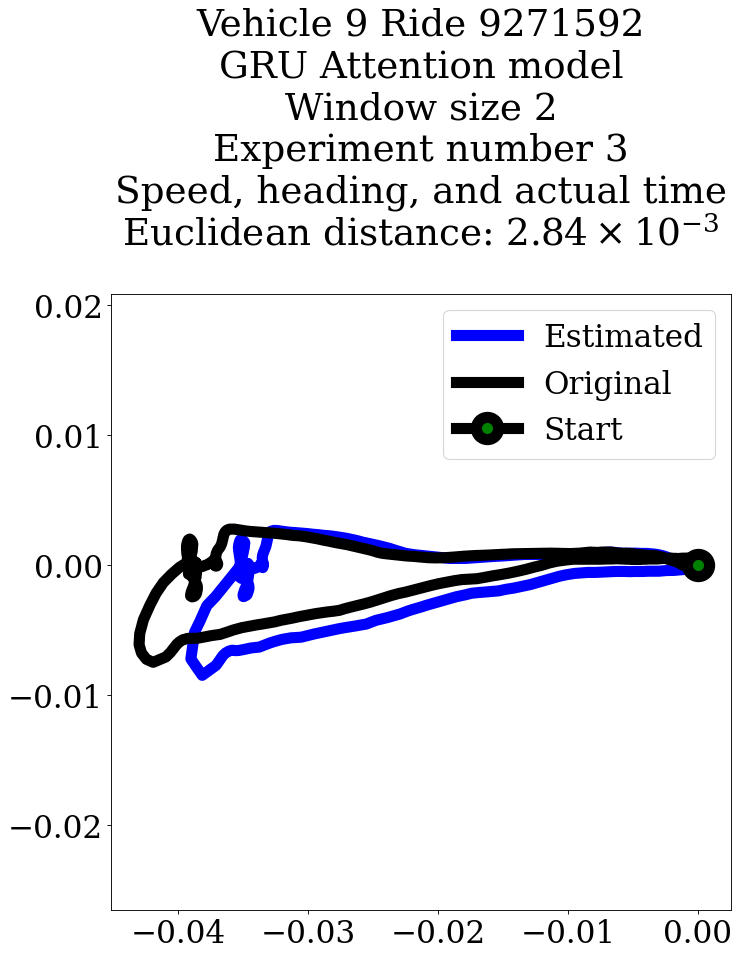 Vehicle 9 Ride 9271592
GRU Attention model
Window size 2
Experiment number 3
Speed, heading, and actual time
Euclidean distance: 2.84 × 10⁻³
0.02
0.01
0.00
−0.01
−0.02
Estimated
Original
Start
−0.04
−0.03
−0.02
−0.01
0.00